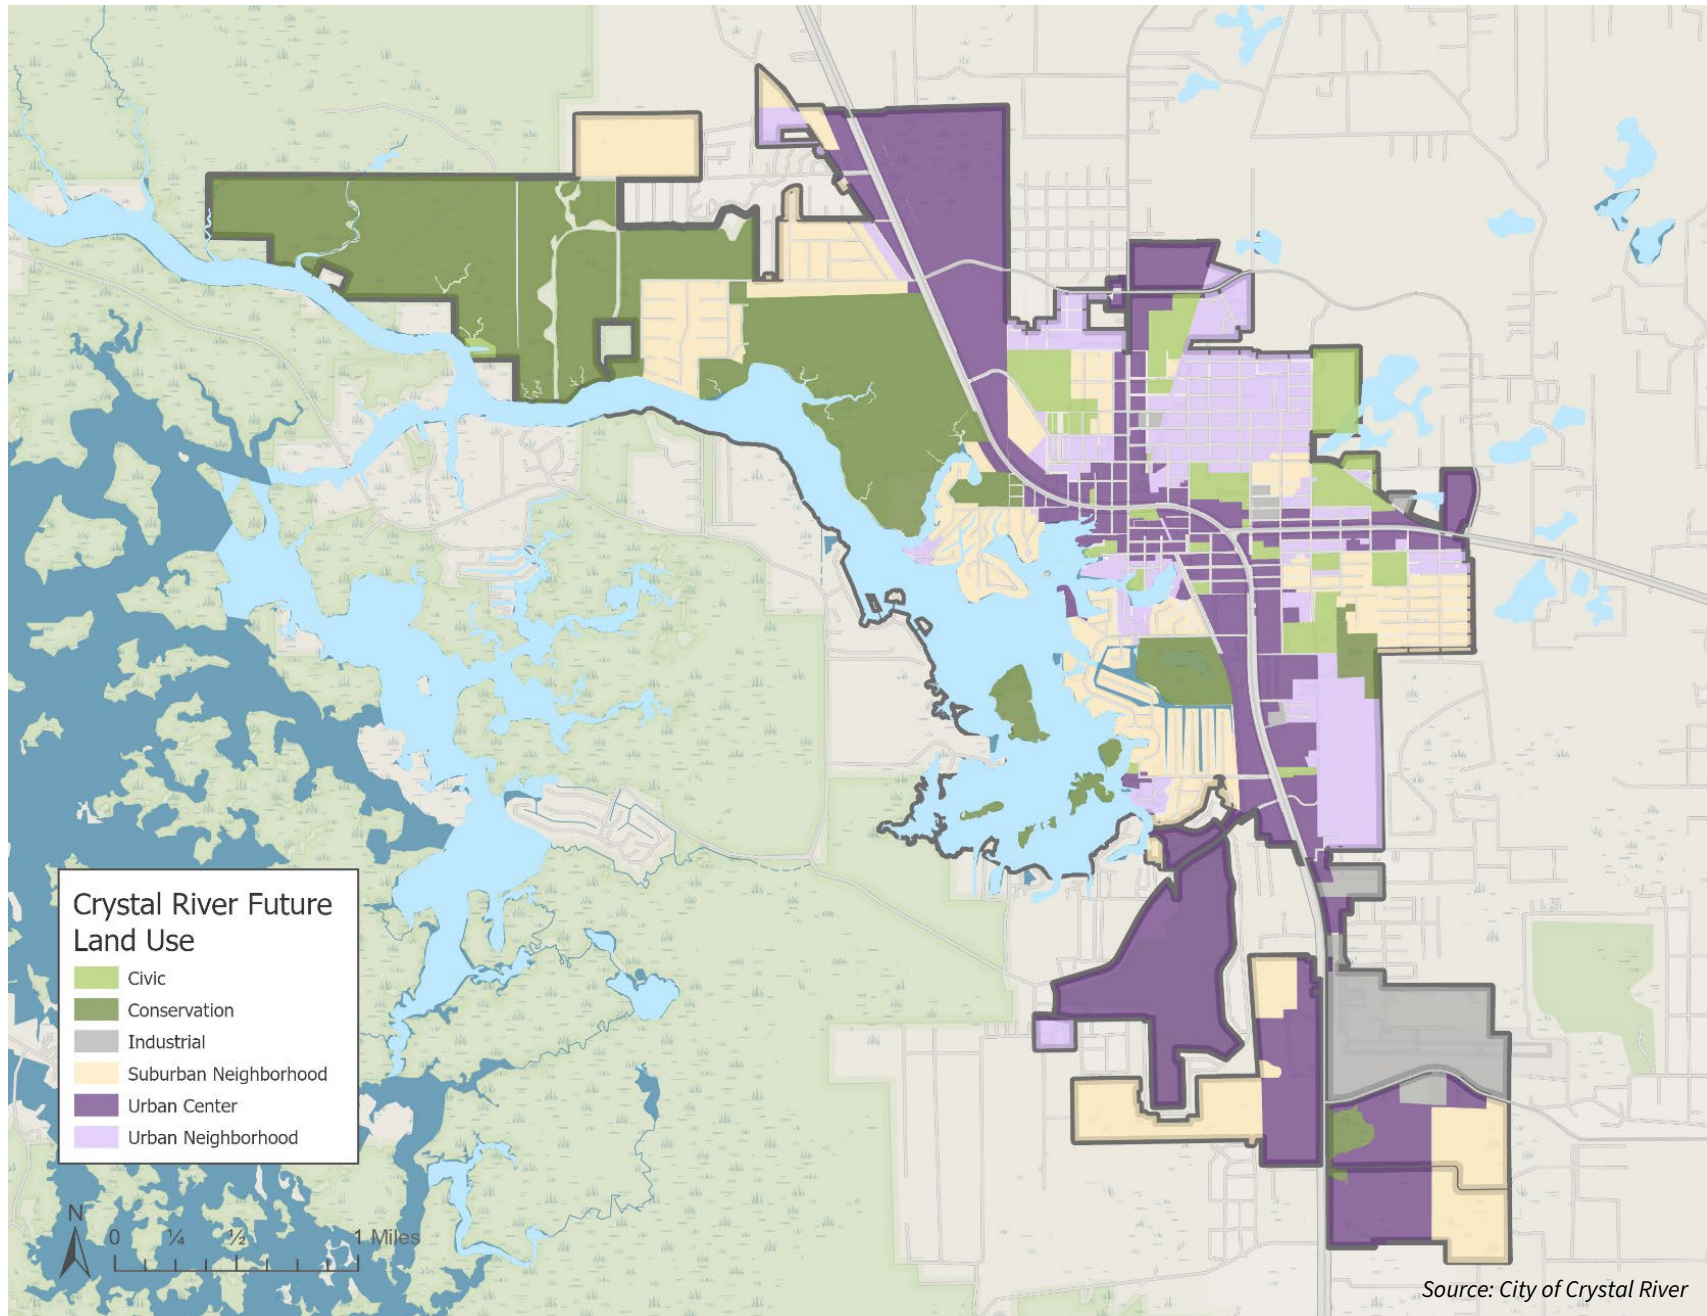 Crystal River Future
Land Use
Civic
Conservation
Industrial
Suburban Neighborhood
Urban Center
Urban Neighborhood
N
0 ¼ ½ 1 Miles
Source: City of Crystal River